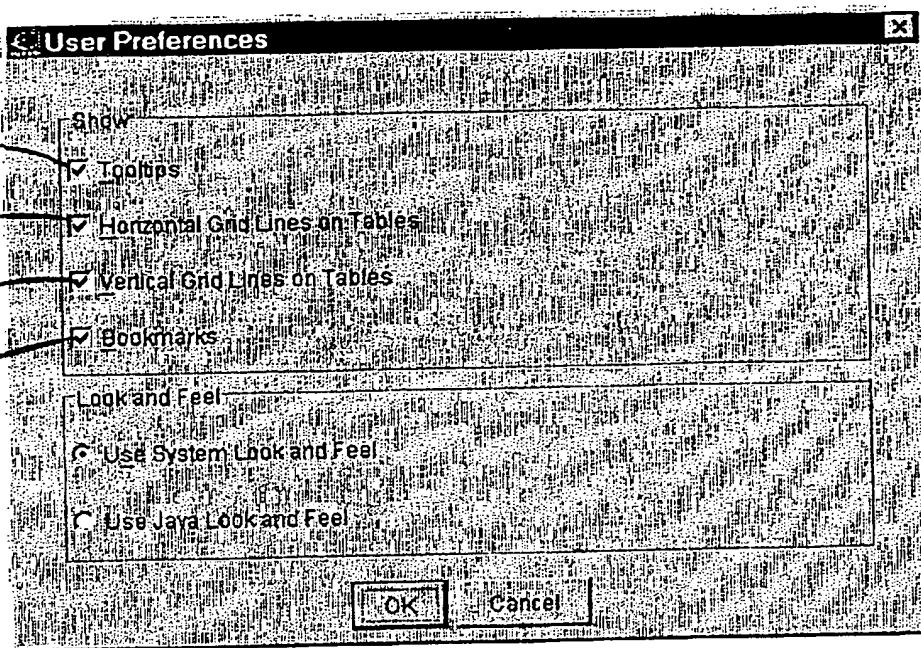 User Preferences
Show
Tooltips
Horizontal Grid Lines on Tables
Vertical Grid Lines on Tables
Bookmarks
Look and Feel
Use System Look and Feel
Use Java Look and Feel
OK
Cancel